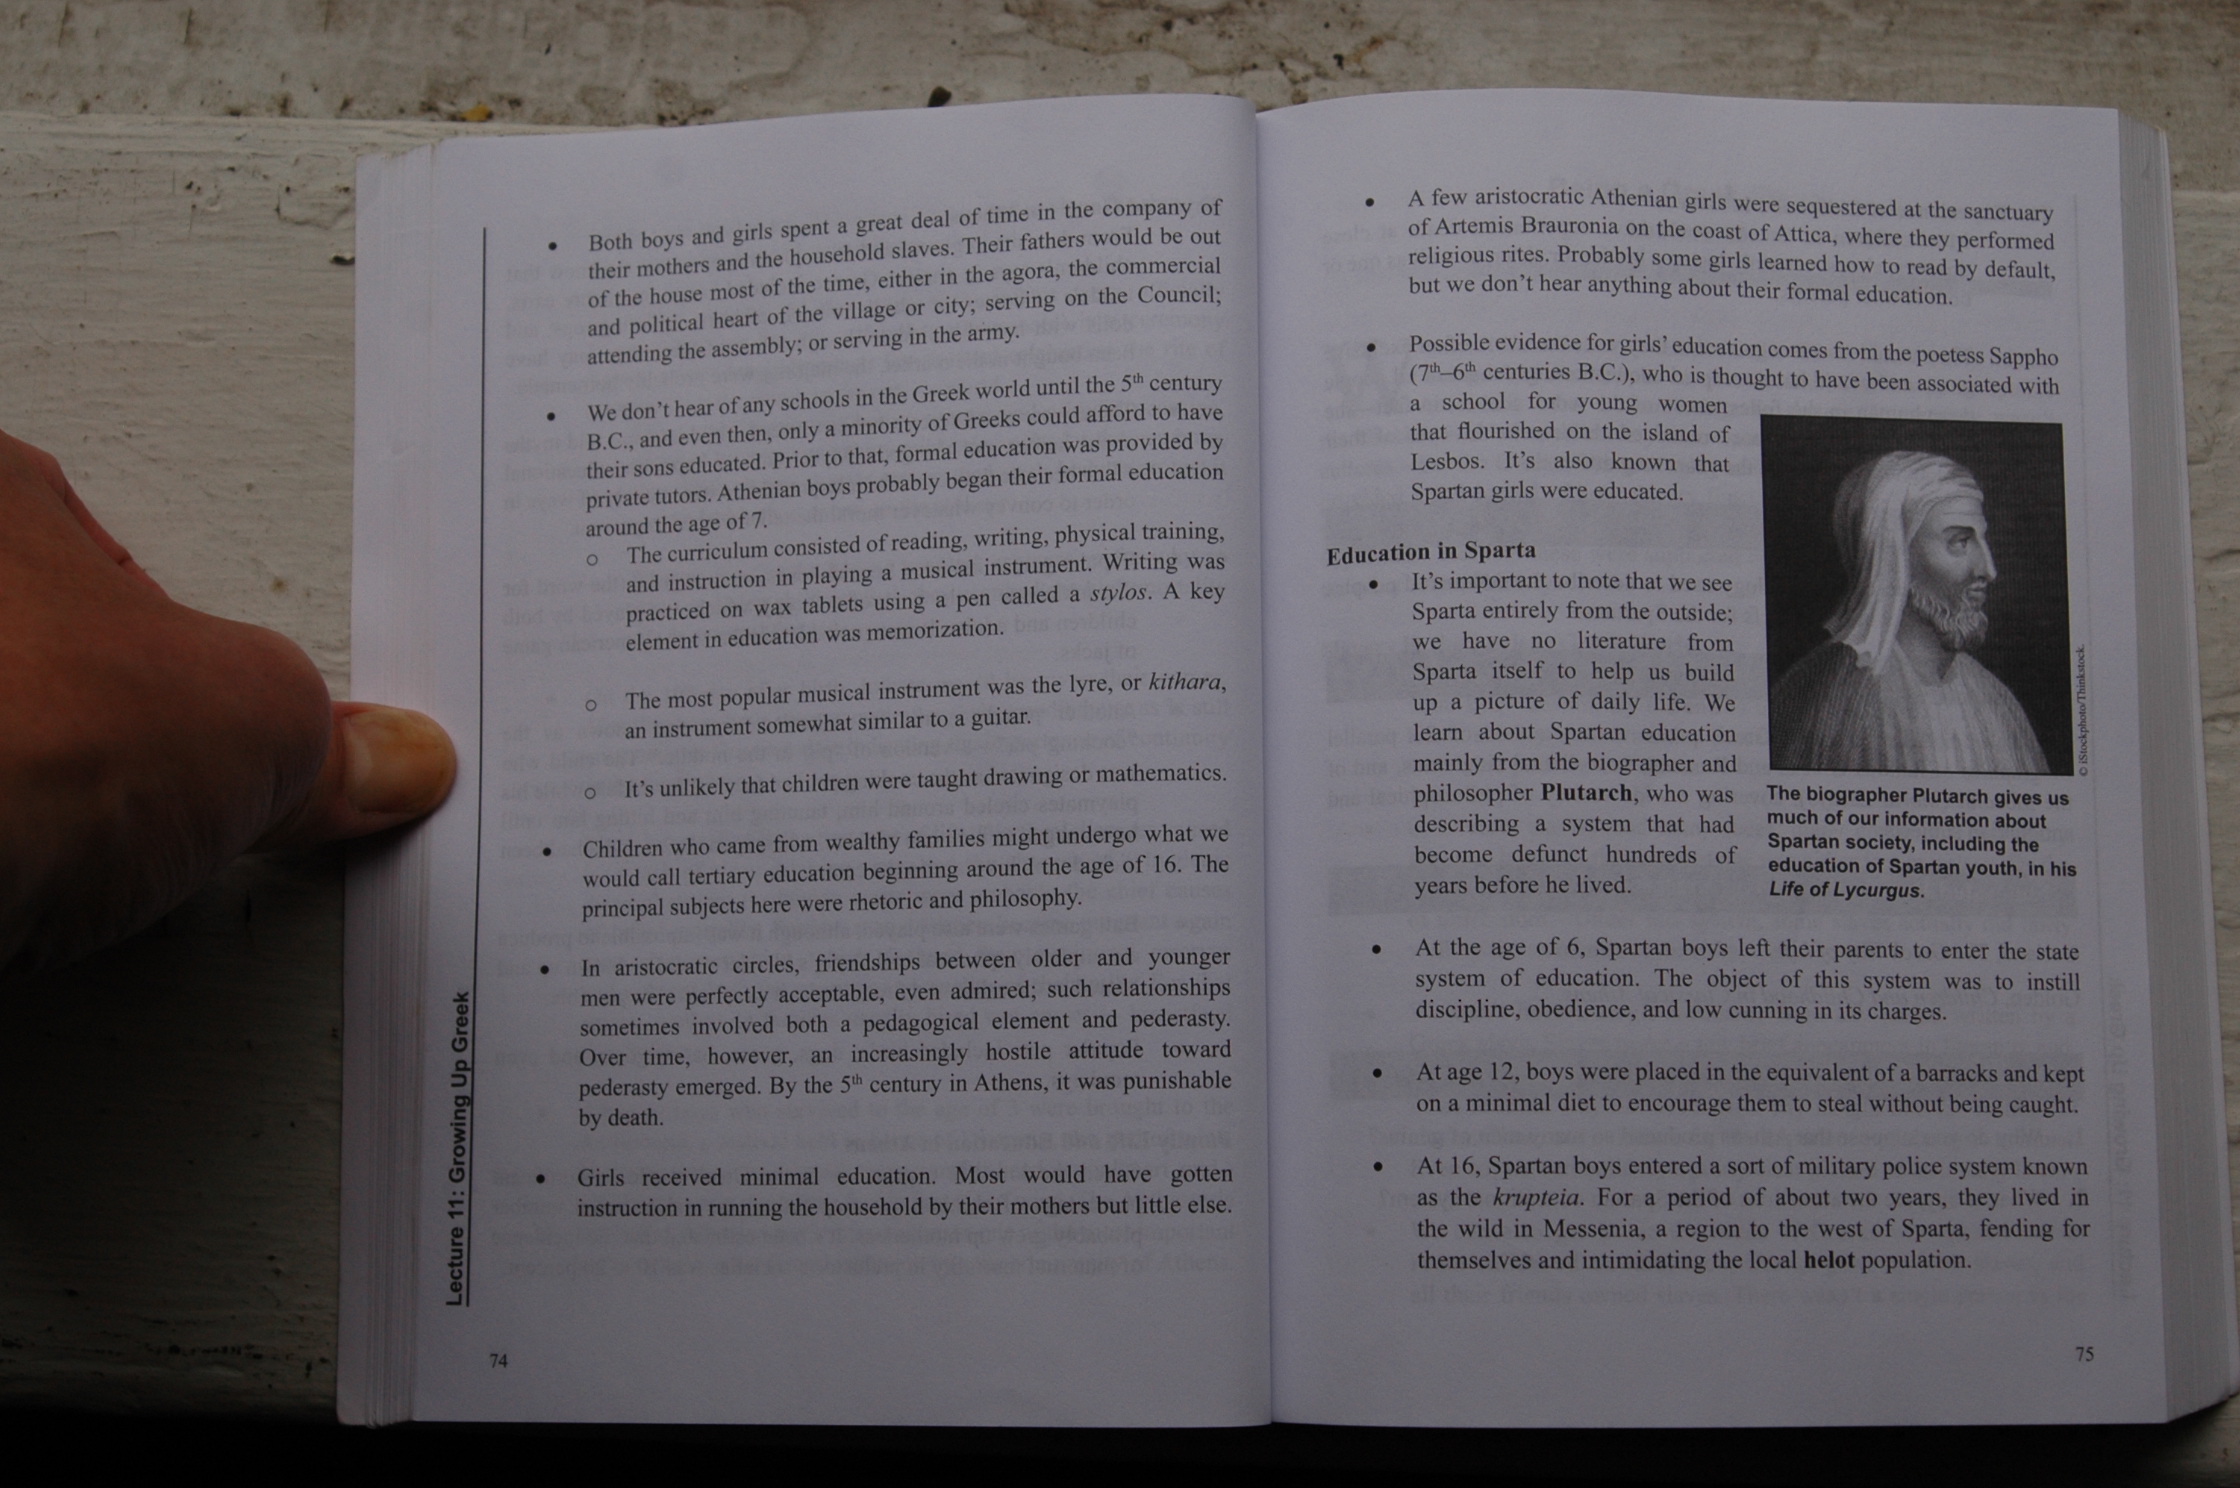 • Both boys and girls spent a great deal of time in the company of
their mothers and the household slaves. Their fathers would be out
of the house most of the time, either in the agora, the commercial
and political heart of the village or city; serving on the Council;
attending the assembly; or serving in the army.
• We don't hear of any schools in the Greek world until the 5th century
B.C., and even then, only a minority of Greeks could afford to have
their sons educated. Prior to that, formal education was provided by
private tutors. Athenian boys probably began their formal education
around the age of 7.
o The curriculum consisted of reading, writing, physical training,
and instruction in playing a musical instrument. Writing was
practiced on wax tablets using a pen called a stylos. A key
element in education was memorization.
o The most popular musical instrument was the lyre, or kithara,
an instrument somewhat similar to a guitar.
o It's unlikely that children were taught drawing or mathematics.
• Children who came from wealthy families might undergo what we
would call tertiary education beginning around the age of 16. The
principal subjects here were rhetoric and philosophy.
• In aristocratic circles, friendships between older and younger
men were perfectly acceptable, even admired; such relationships
sometimes involved both a pedagogical element and pederasty.
Over time, however, an increasingly hostile attitude toward
pederasty emerged. By the 5th century in Athens, it was punishable
by death.
• Girls received minimal education. Most would have gotten
instruction in running the household by their mothers but little else.
Lecture 11: Growing Up Greek
74
• A few aristocratic Athenian girls were sequestered at the sanctuary
of Artemis Brauronia on the coast of Attica, where they performed
religious rites. Probably some girls learned how to read by default,
but we don't hear anything about their formal education.
• Possible evidence for girls' education comes from the poetess Sappho
(7th–6th centuries B.C.), who is thought to have been associated with
a school for young women
that flourished on the island of
Lesbos. It's also known that
Spartan girls were educated.
Education in Sparta
• It's important to note that we see
Sparta entirely from the outside;
we have no literature from
Sparta itself to help us build
up a picture of daily life. We
learn about Spartan education
mainly from the biographer and
philosopher Plutarch, who was
describing a system that had
become defunct hundreds of
years before he lived.
© iStockphoto/Thinkstock.
The biographer Plutarch gives us
much of our information about
Spartan society, including the
education of Spartan youth, in his
Life of Lycurgus.
• At the age of 6, Spartan boys left their parents to enter the state
system of education. The object of this system was to instill
discipline, obedience, and low cunning in its charges.
• At age 12, boys were placed in the equivalent of a barracks and kept
on a minimal diet to encourage them to steal without being caught.
• At 16, Spartan boys entered a sort of military police system known
as the krupteia. For a period of about two years, they lived in
the wild in Messenia, a region to the west of Sparta, fending for
themselves and intimidating the local helot population.
75